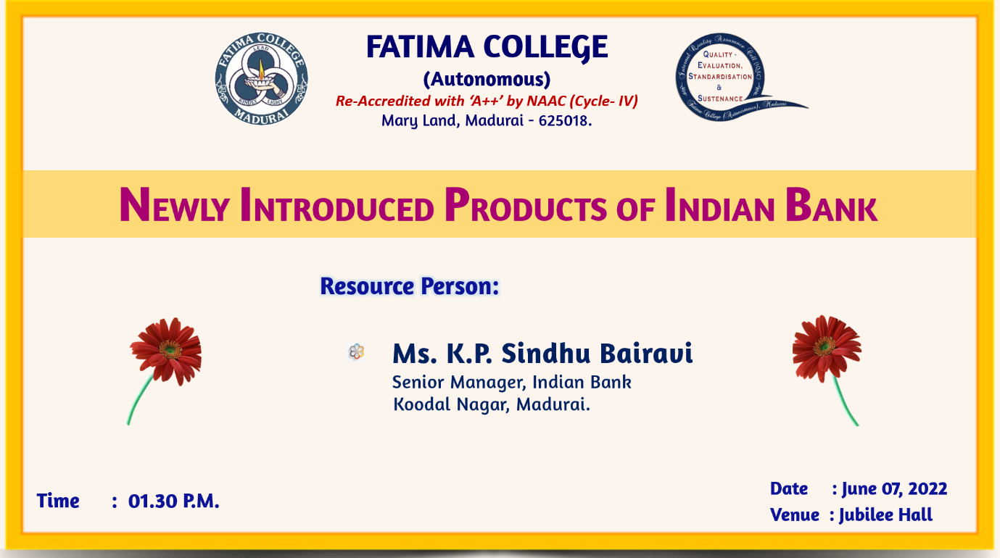 FATIMA COLLEGE
MADURAI
LEAD
KINDLY LIGHT
FATIMA COLLEGE
(Autonomous)
Re-Accredited with ‘A++’ by NAAC (Cycle- IV)
Mary Land, Madurai - 625018.
Internal Quality Assurance Cell (IQAC)
QUALITY -
EVALUATION,
STANDARDISATION
&
SUSTENANCE
Fatima College (Autonomous), Madurai
NEWLY INTRODUCED PRODUCTS OF INDIAN BANK
Resource Person:
Ms. K.P. Sindhu Bairavi
Senior Manager, Indian Bank
Koodal Nagar, Madurai.
Time : 01.30 P.M.
Date : June 07, 2022
Venue : Jubilee Hall